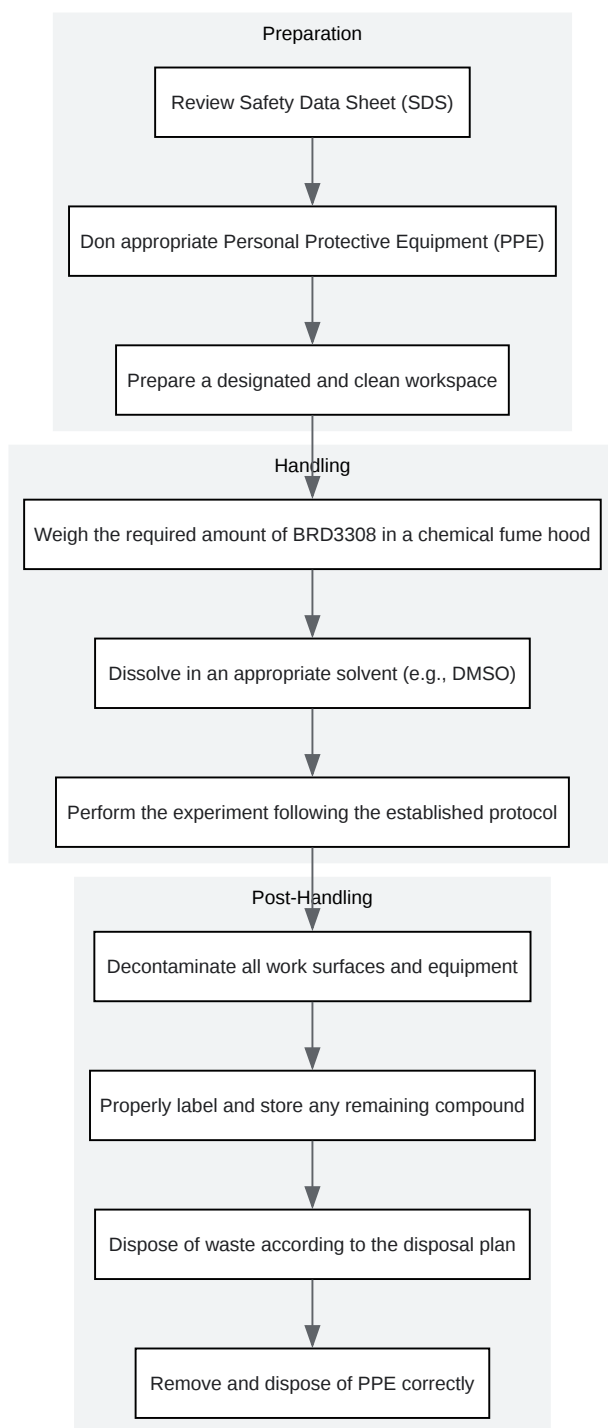 Preparation
Review Safety Data Sheet (SDS)
Don appropriate Personal Protective Equipment (PPE)
Prepare a designated and clean workspace
Handling
Weigh the required amount of BRD3308 in a chemical fume hood
Dissolve in an appropriate solvent (e.g., DMSO)
Perform the experiment following the established protocol
Post-Handling
Decontaminate all work surfaces and equipment
Properly label and store any remaining compound
Dispose of waste according to the disposal plan
Remove and dispose of PPE correctly